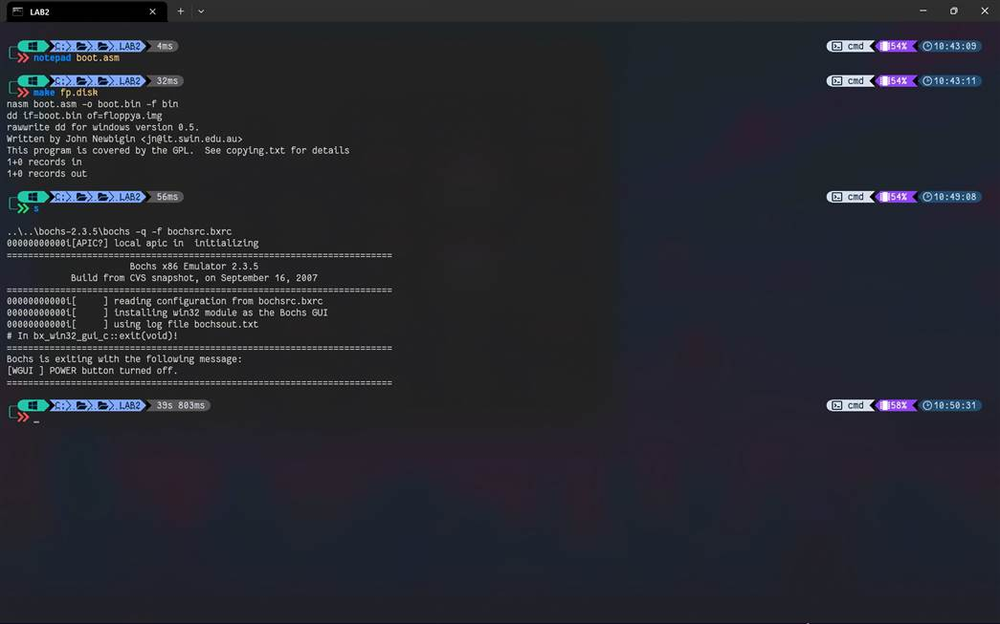 LAB2
C: LAB2 4ms cmd 54% 10:43:09
notepad boot.asm
C: LAB2 32ms cmd 54% 10:43:11
make fp.disk
nasm boot.asm -o boot.bin -f bin
dd if=boot.bin of=floppya.img
rawwrite dd for windows version 0.5.
Written by John Newbigin <jn@it.swin.edu.au>
This program is covered by the GPL.  See copying.txt for details
1+0 records in
1+0 records out
C: LAB2 56ms cmd 54% 10:49:08
s
..\..\bochs-2.3.5\bochs -q -f bochsrc.bxrc
00000000000i[APIC?] local apic in  initializing
========================================================================
Bochs x86 Emulator 2.3.5
Build from CVS snapshot, on September 16, 2007
========================================================================
00000000000i[     ] reading configuration from bochsrc.bxrc
00000000000i[     ] installing win32 module as the Bochs GUI
00000000000i[     ] using log file bochsout.txt
# In bx_win32_gui_c::exit(void)!
========================================================================
Bochs is exiting with the following message:
[WGUI ] POWER button turned off.
========================================================================
C: LAB2 39s 803ms cmd 58% 10:50:31